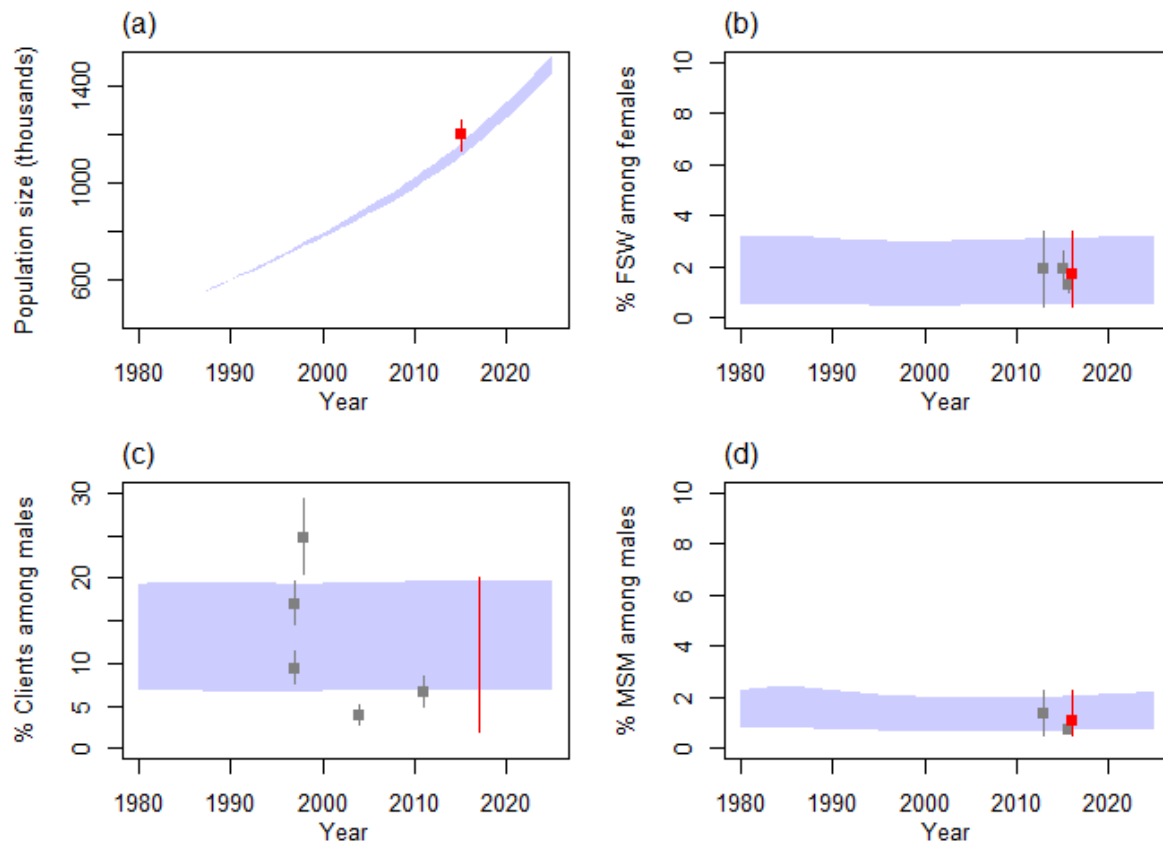 (a)
Population size (thousands)
1400
1000
600
1980 1990 2000 2010 2020
Year
(b)
% FSW among females
10
8
6
4
2
0
1980 1990 2000 2010 2020
Year
(c)
% Clients among males
30
20
10
5
0
1980 1990 2000 2010 2020
Year
(d)
% MSM among males
10
8
6
4
2
0
1980 1990 2000 2010 2020
Year